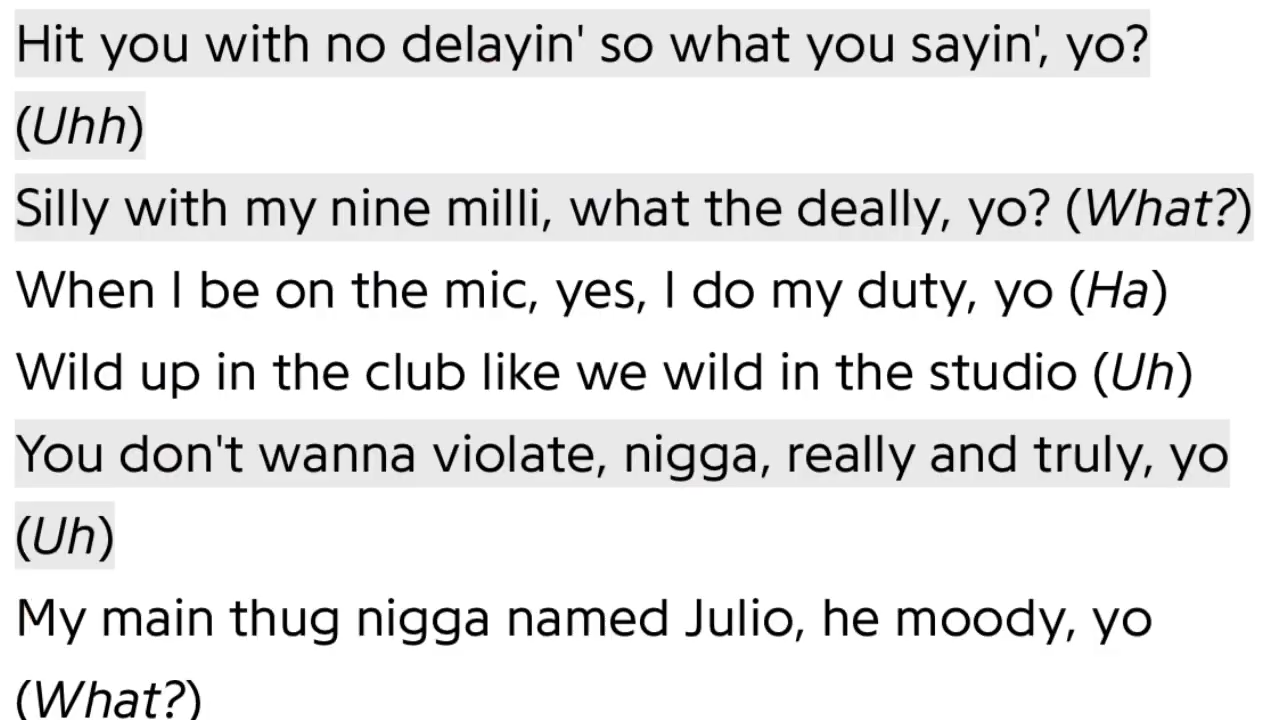 Hit you with no delayin' so what you sayin', yo?
(Uhh)
Silly with my nine milli, what the deally, yo? (What?)
When I be on the mic, yes, I do my duty, yo (Ha)
Wild up in the club like we wild in the studio (Uh)
You don't wanna violate, nigga, really and truly, yo
(Uh)
My main thug nigga named Julio, he moody, yo
(What?)